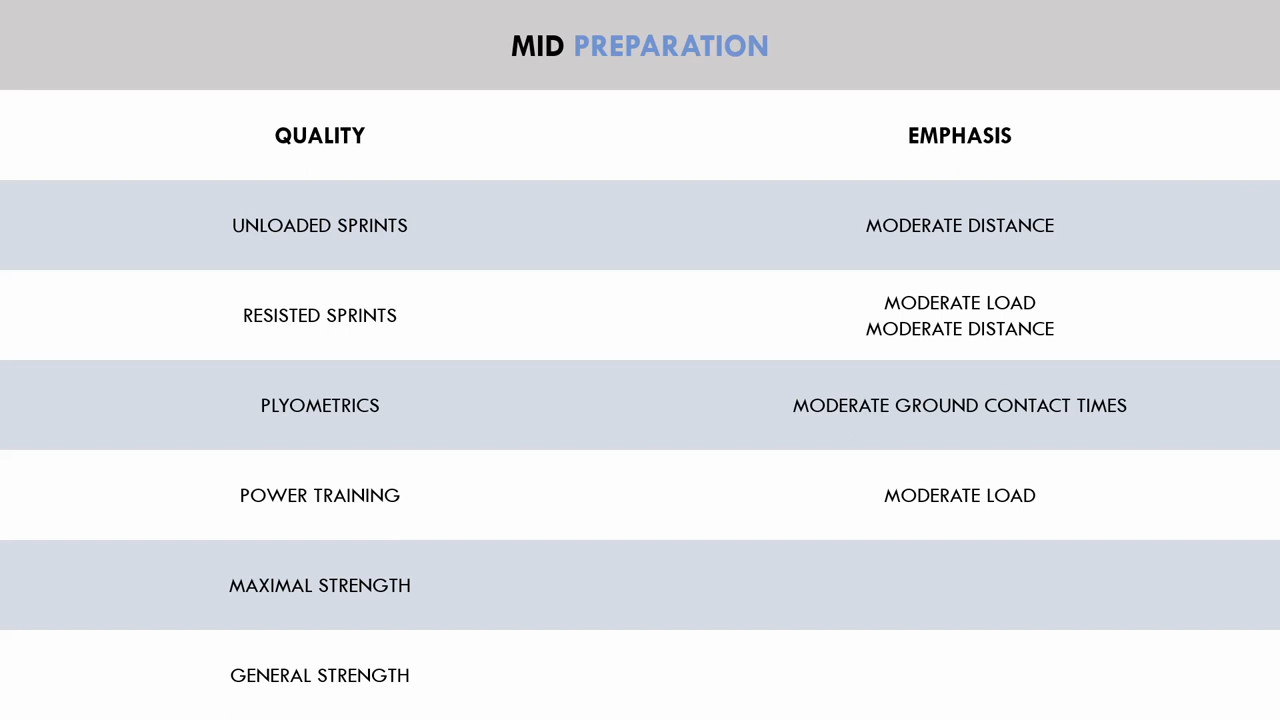 MID PREPARATION
QUALITY
EMPHASIS
UNLOADED SPRINTS
MODERATE DISTANCE
RESISTED SPRINTS
MODERATE LOAD
MODERATE DISTANCE
PLYOMETRICS
MODERATE GROUND CONTACT TIMES
POWER TRAINING
MODERATE LOAD
MAXIMAL STRENGTH
GENERAL STRENGTH